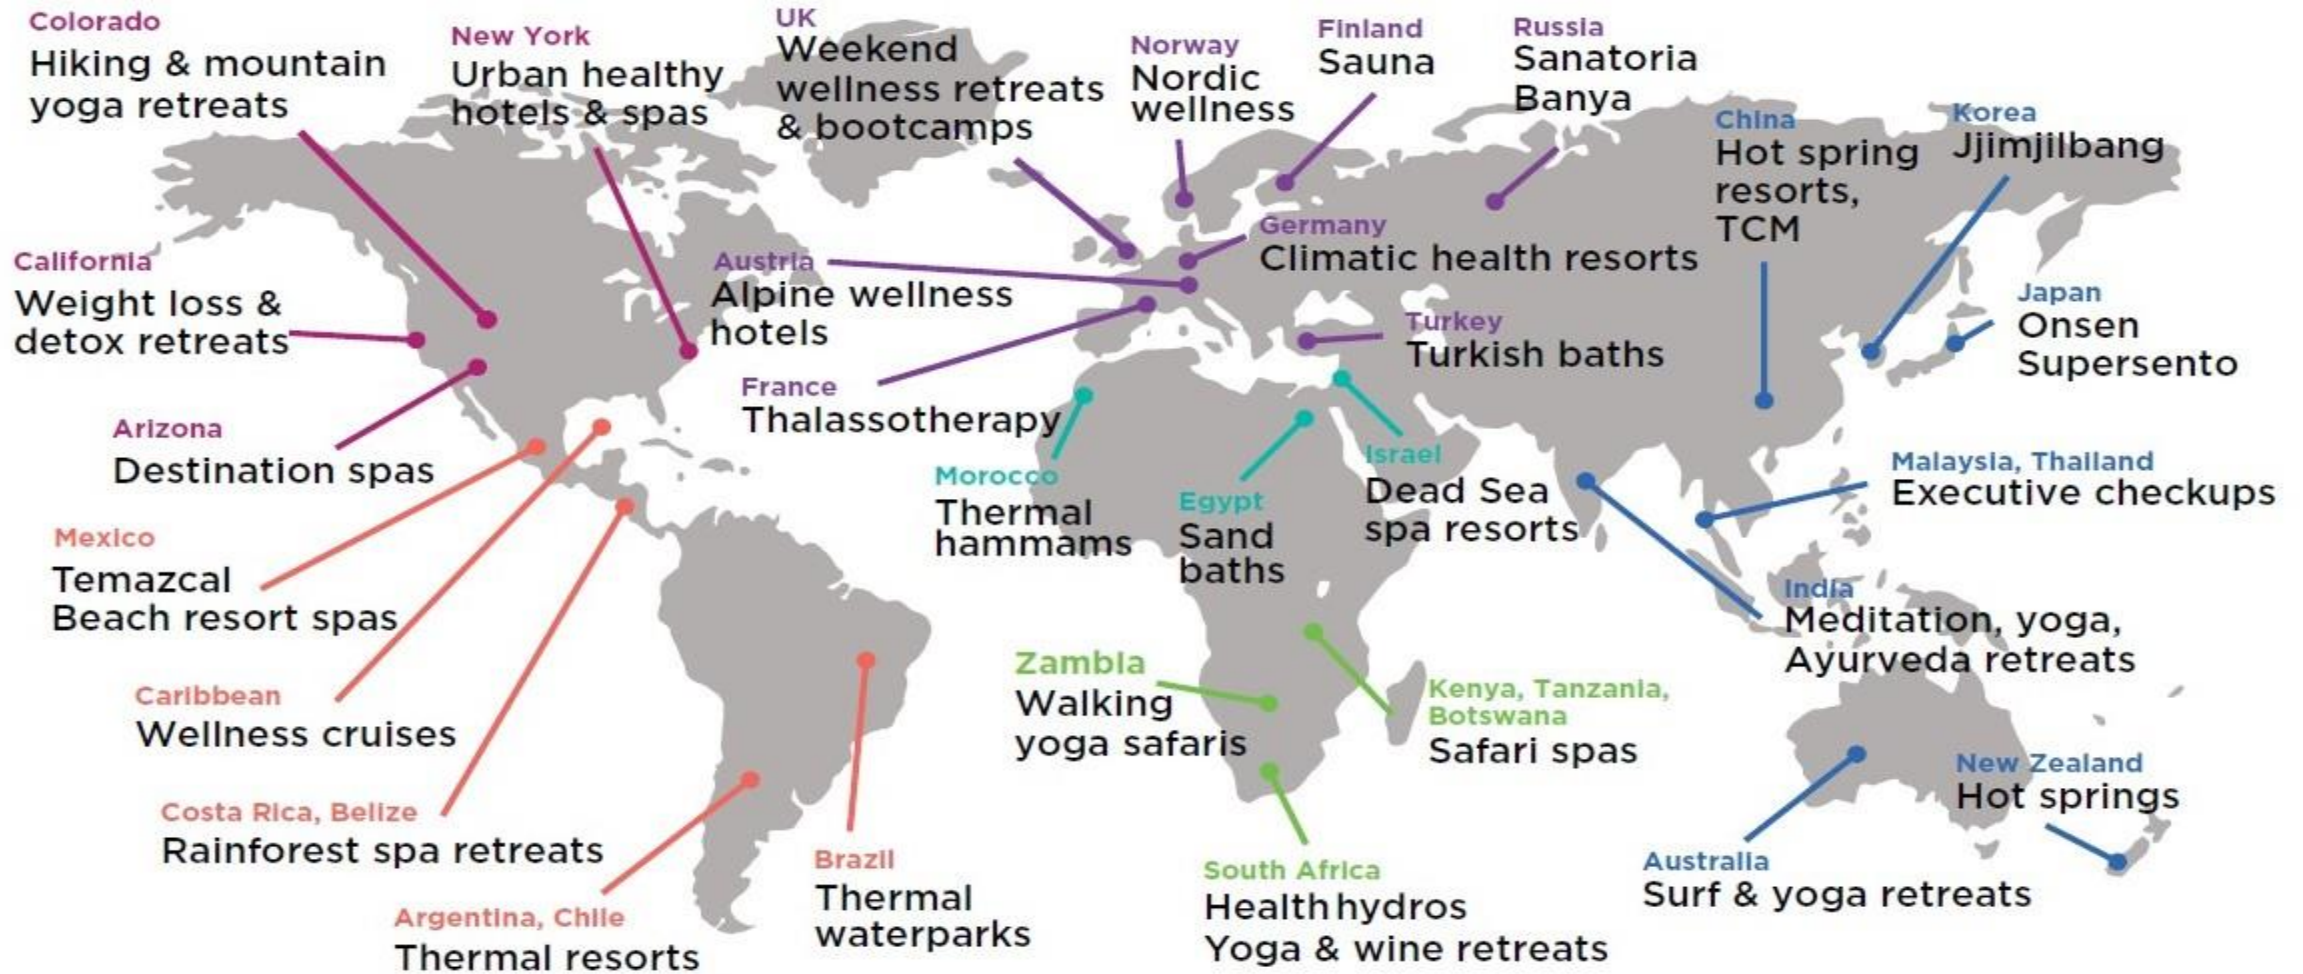 Colorado
Hiking & mountain
yoga retreats
New York
Urban healthy
hotels & spas
UK
Weekend
wellness retreats
& bootcamps
Norway
Nordic
wellness
Finland
Sauna
Russia
Sanatoria
Banya
China
Hot spring
resorts,
TCM
Korea
Jjimjilbang
California
Weight loss &
detox retreats
Austria
Alpine wellness
hotels
Germany
Climatic health resorts
Japan
Onsen
Supersento
Turkey
Turkish baths
France
Thalassotherapy
Arizona
Destination spas
Morocco
Thermal
hammams
Egypt
Sand
baths
Israel
Dead Sea
spa resorts
Malaysia, Thailand
Executive checkups
Mexico
Temazcal
Beach resort spas
India
Meditation, yoga,
Ayurveda retreats
Caribbean
Wellness cruises
Zambia
Walking
yoga safaris
Kenya, Tanzania,
Botswana
Safari spas
Costa Rica, Belize
Rainforest spa retreats
New Zealand
Hot springs
Argentina, Chile
Thermal resorts
Brazil
Thermal
waterparks
South Africa
Health hydros
Yoga & wine retreats
Australia
Surf & yoga retreats